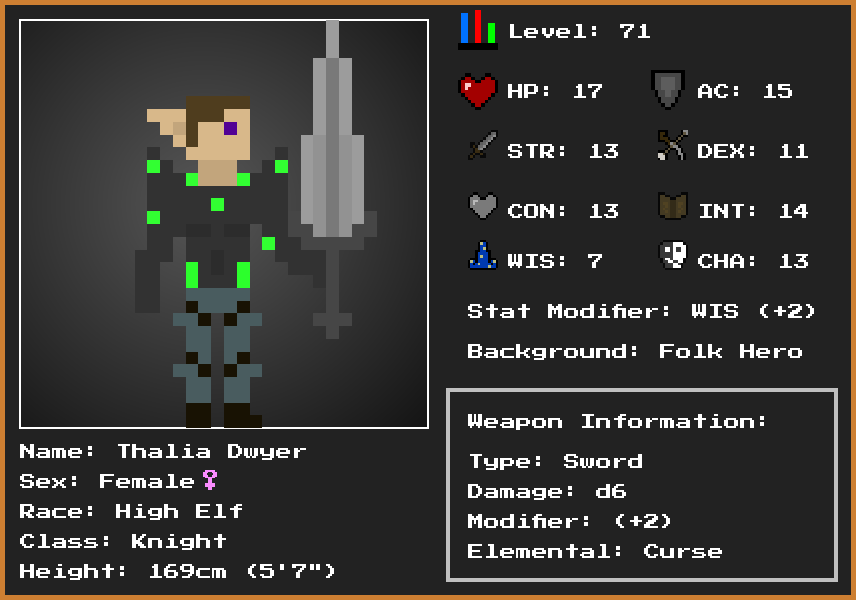 Level: 71
HP: 17 AC: 15
STR: 13 DEX: 11
CON: 13 INT: 14
WIS: 7 CHA: 13
Stat Modifier: WIS (+2)
Background: Folk Hero
Weapon Information:
Type: Sword
Damage: d6
Modifier: (+2)
Elemental: Curse
Name: Thalia Dwyer
Sex: Female♀
Race: High Elf
Class: Knight
Height: 169cm (5'7")